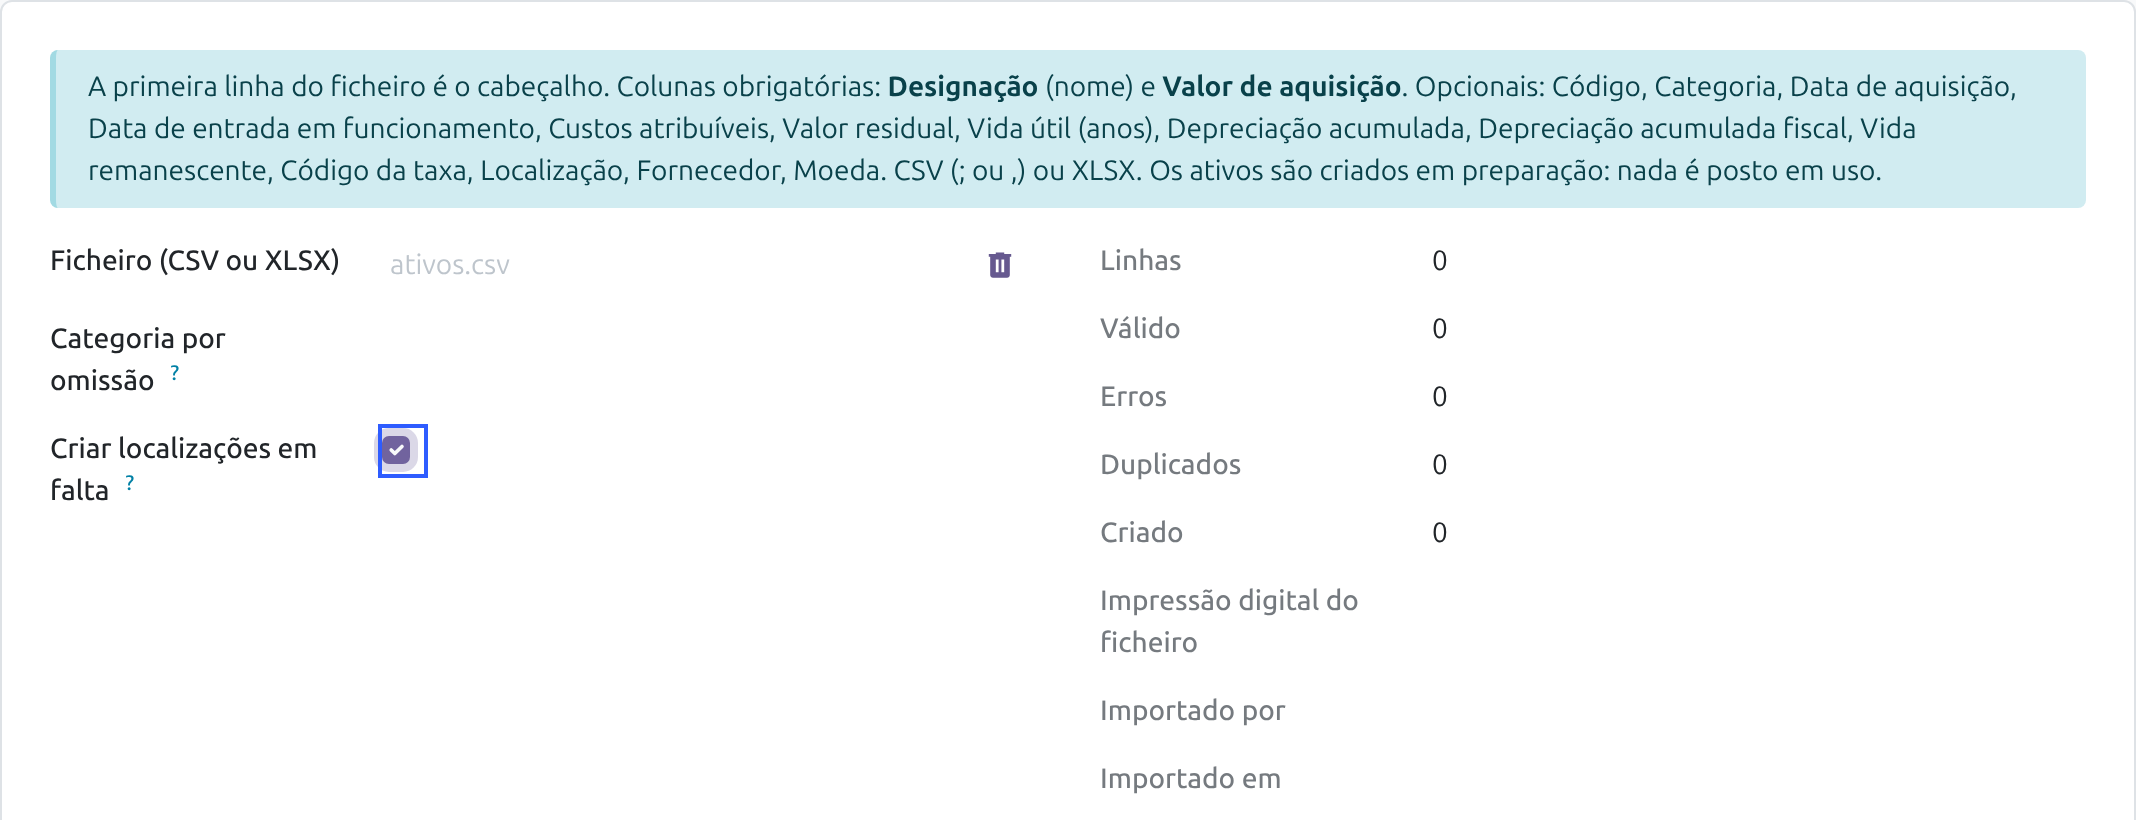 A primeira linha do ficheiro é o cabeçalho. Colunas obrigatórias: Designação (nome) e Valor de aquisição. Opcionais: Código, Categoria, Data de aquisição,
Data de entrada em funcionamento, Custos atribuíveis, Valor residual, Vida útil (anos), Depreciação acumulada, Depreciação acumulada fiscal, Vida
remanescente, Código da taxa, Localização, Fornecedor, Moeda. CSV (; ou ,) ou XLSX. Os ativos são criados em preparação: nada é posto em uso.
Ficheiro (CSV ou XLSX) ativos.csv
Categoria por
omissão ?
Criar localizações em
falta ?
Linhas 0
Válido 0
Erros 0
Duplicados 0
Criado 0
Impressão digital do
ficheiro
Importado por
Importado em